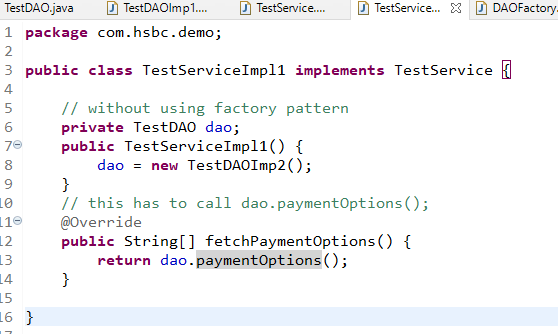 TestDAO.java TestDAOImp1.... TestService.... TestService... DAOFactory.
1 package com.hsbc.demo;
2
3 public class TestServiceImpl1 implements TestService {
4
5 // without using factory pattern
6 private TestDAO dao;
7 public TestServiceImpl1() {
8 dao = new TestDAOImp2();
9 }
10 // this has to call dao.paymentOptions();
11 @Override
12 public String[] fetchPaymentOptions() {
13 return dao.paymentOptions();
14 }
15
16 }